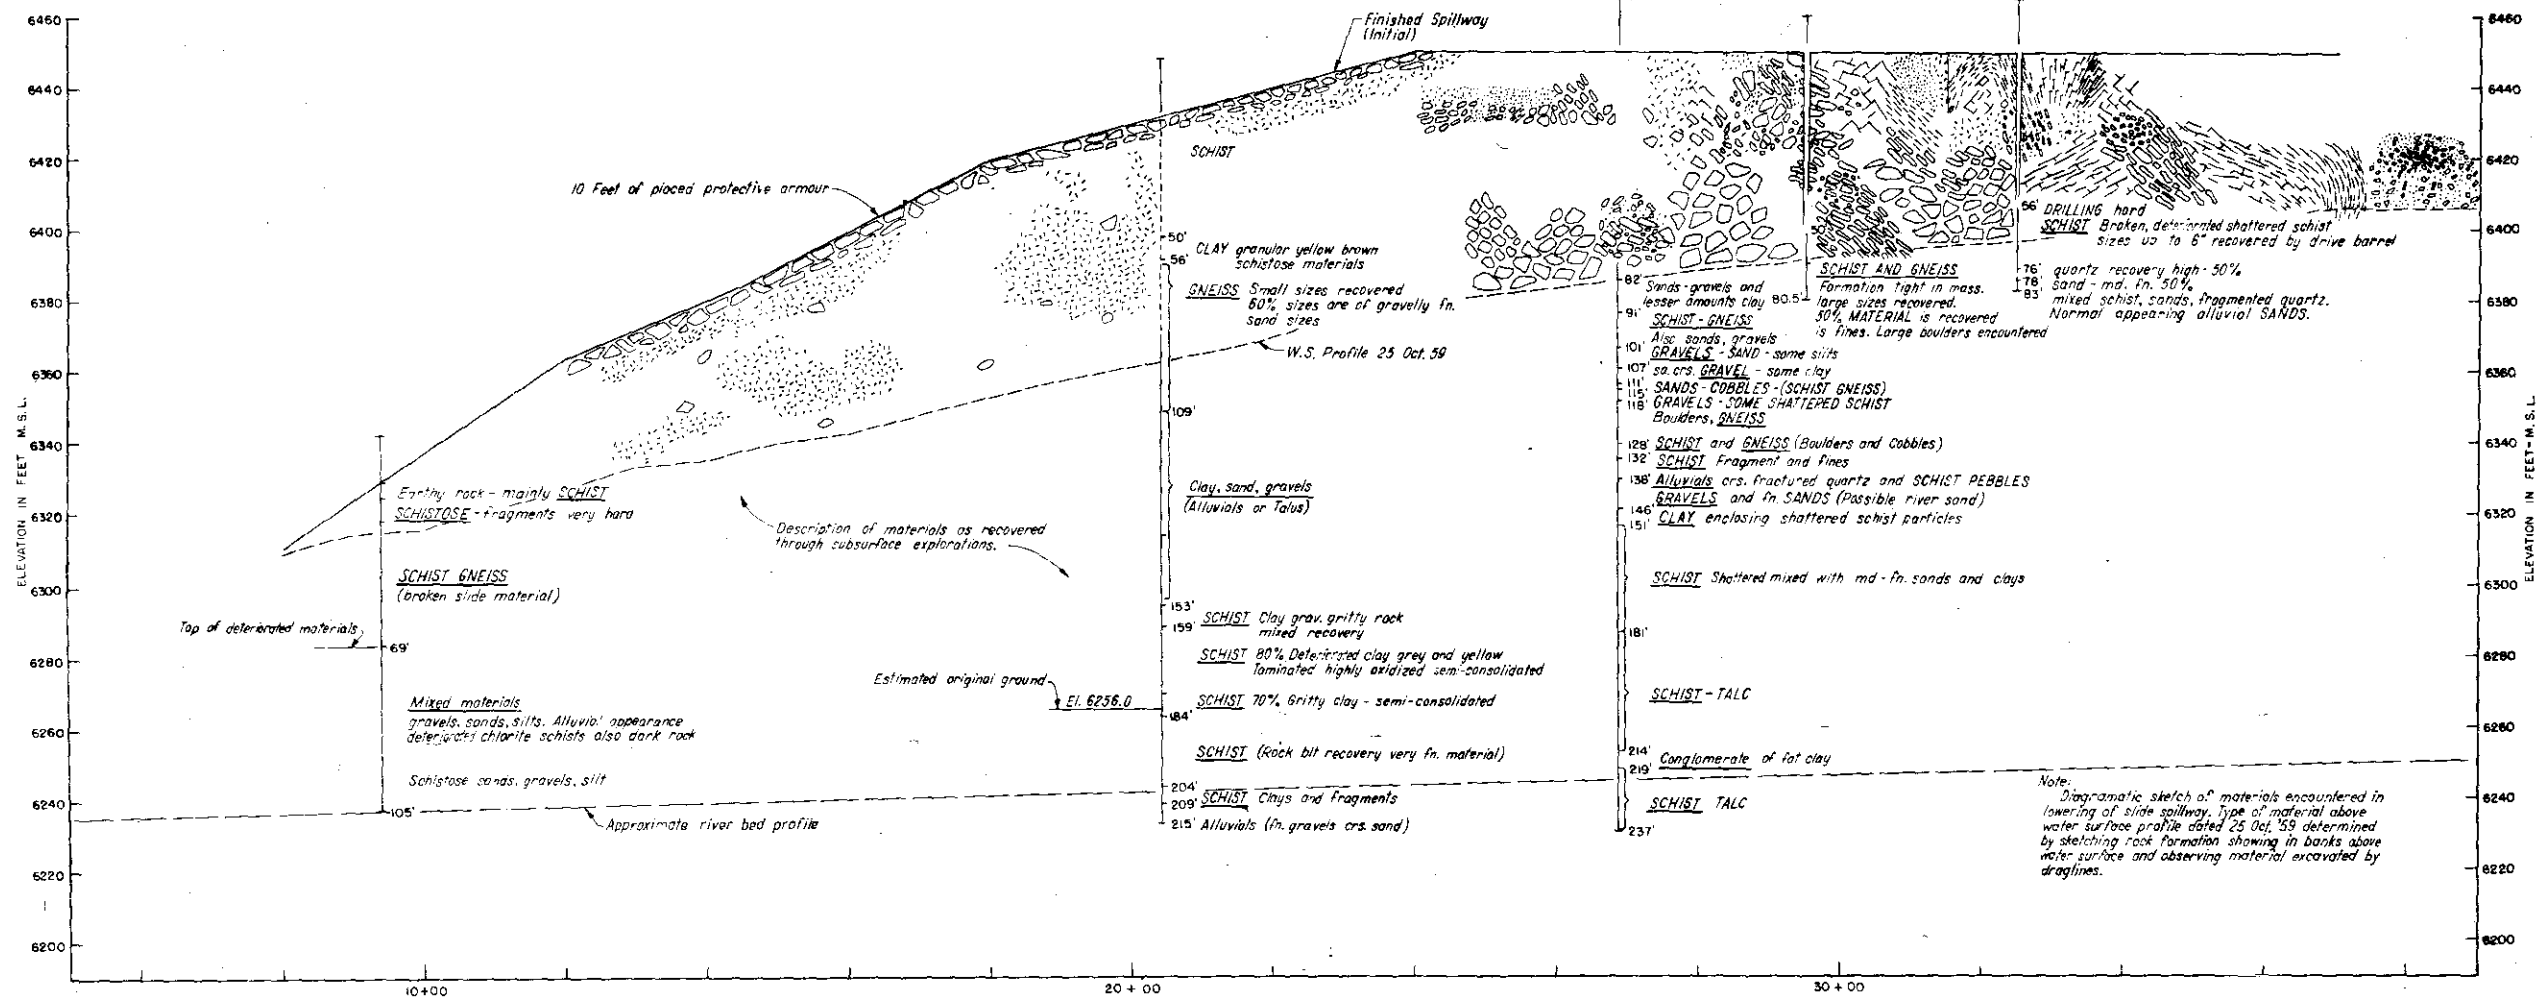 6460
6440
6420
6400
6380
6360
6340
6320
6300
6280
6260
6240
6220
6200
ELEVATION IN FEET M.S.L.
Finished Spillway
(Initial)
10 Feet of placed protective armour
Earthy rock - mainly SCHIST
SCHISTOSE - fragments very hard
SCHIST GNEISS
(broken slide material)
Top of deteriorated materials
69'
Mixed materials
gravels, sands, silts. Alluvial appearance
deteriorated chlorite schists also dark rock
Schistose sands, gravels, silt
105'
Approximate river bed profile
Description of materials as recovered
through subsurface explorations.
Estimated original ground
El. 6256.0
W.S. Profile 25 Oct. 59
SCHIST
50'
CLAY granular yellow brown
schistose materials
56'
GNEISS Small sizes recovered
60% sizes are of gravelly fn.
sand sizes
109'
Clay, sand, gravels
(Alluvials or Talus)
153'
SCHIST Clay grav. gritty rock
mixed recovery
159'
SCHIST 80% Deteriorated clay grey and yellow
laminated highly oxidized semi-consolidated
SCHIST 70% Gritty clay - semi-consolidated
184'
SCHIST (Rock bit recovery very fn. material)
204'
SCHIST Clays and fragments
209'
215' Alluvials (fn. gravels crs. sand)
82'
Sands-gravels and
lesser amounts clay
91'
SCHIST-GNEISS
Also sands, gravels
101' GRAVELS - SAND - some silts
107' sa. crs. GRAVEL - some clay
111' SANDS - COBBLES - (SCHIST GNEISS)
115'
118' GRAVELS - SOME SHATTERED SCHIST
Boulders, GNEISS
128' SCHIST and GNEISS (Boulders and Cobbles)
132' SCHIST Fragment and fines
138' Alluvials crs. fractured quartz and SCHIST PEBBLES
GRAVELS and fn. SANDS (Possible river sand)
146'
CLAY enclosing shattered schist particles
151'
SCHIST Shattered mixed with md - fn. sands and clays
181'
SCHIST-TALC
214'
Conglomerate of fat clay
219'
SCHIST TALC
237'
SCHIST AND GNEISS
Formation tight in mass.
80.5' large sizes recovered.
50% MATERIAL is recovered
is fines. Large boulders encountered
56' DRILLING hard
SCHIST Broken, deteriorated shattered schist
sizes up to 6" recovered by drive barrel
76' quartz recovery high - 50%
78' sand - md. fn. 50%
83' mixed schist, sands, fragmented quartz.
Normal appearing alluvial SANDS.
Note:
Diagramatic sketch of materials encountered in
lowering of slide spillway. Type of material above
water surface profile dated 25 Oct. '59 determined
by sketching rock formation showing in banks above
water surface and observing material excavated by
draglines.
6460
6440
6420
6400
6380
6360
6340
6320
6300
6280
6260
6240
6220
6200
ELEVATION IN FEET - M.S.L.
10+00
20+00
30+00